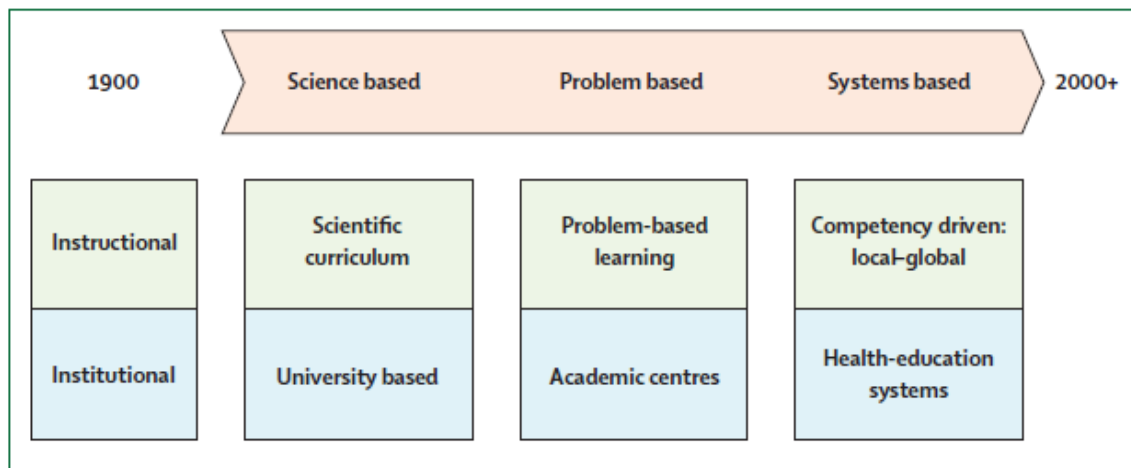 1900
Science based
Problem based
Systems based
2000+
Instructional
Scientific
curriculum
Problem-based
learning
Competency driven:
local–global
Institutional
University based
Academic centres
Health-education
systems